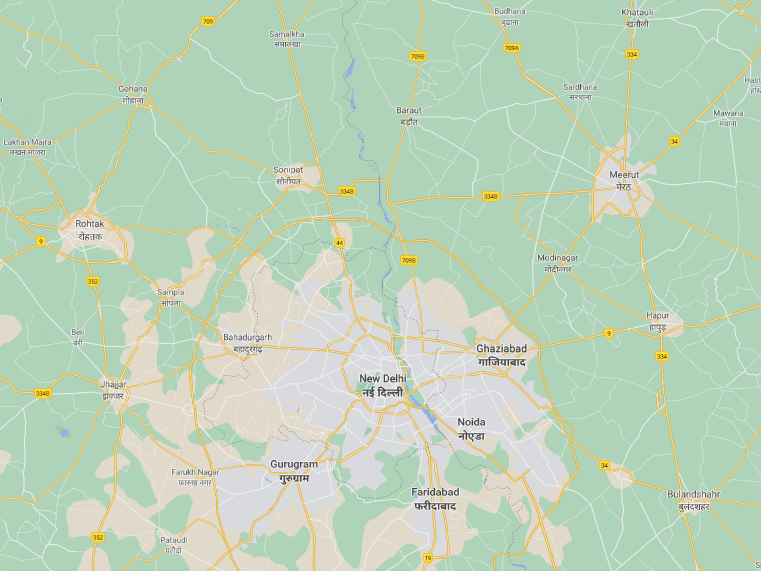 Budhana
बुढाना
Khatauli
खतौली
709
Samalkha
समालखा
709B
709A
334
Gohana
गोहाना
Sardhana
Baraut
बड़ौत
Mawana
मवाना
34
Lakhan Majra
लखन माजरा
Sonipat
सोनीपत
Meerut
मेरठ
334B
334B
Rohtak
रोहतक
9
44
709B
Modinagar
मोदीनगर
352
Sampla
सांपला
Hapur
हापुड़
Beri
बेरी
Bahadurgarh
बहादुरगढ़
9
Ghaziabad
गाजियाबाद
334
New Delhi
नई दिल्ली
Jhajjar
झज्जर
334B
Noida
नोएडा
Gurugram
गुरुग्राम
34
Farukh Nagar
फारुख नगर
Faridabad
फरीदाबाद
Bulandshahr
बुलंदशहर
352
Pataudi
पटौदी
19